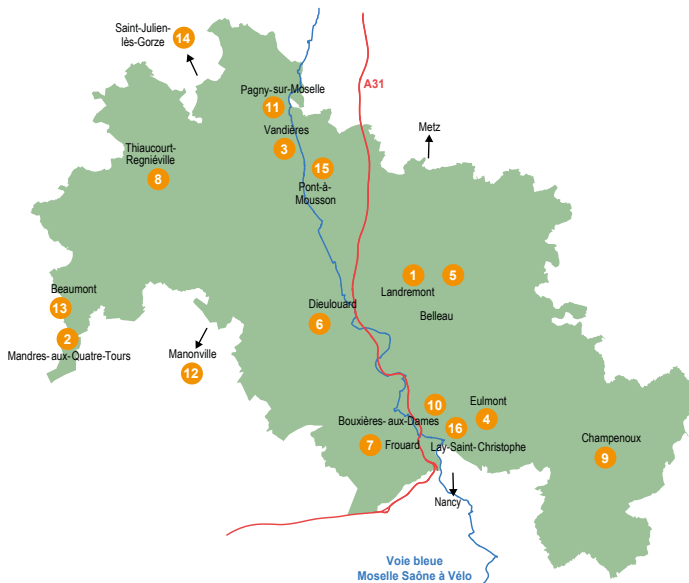 Saint-Julien-
lès-Gorze
14
A31
Pagny-sur-Moselle
11
Metz
Vandières
3
Thiaucourt-
Regniéville
8
15
Pont-à-
Mousson
1
5
Landremont
Belleau
Beaumont
13
Dieulouard
6
2
Mandres-aux-Quatre-Tours
Manonville
12
10
Eulmont
4
Bouxières-aux-Dames
16
Lay-Saint-Christophe
7
Frouard
Champenoux
9
Nancy
Voie bleue
Moselle Saône à Vélo